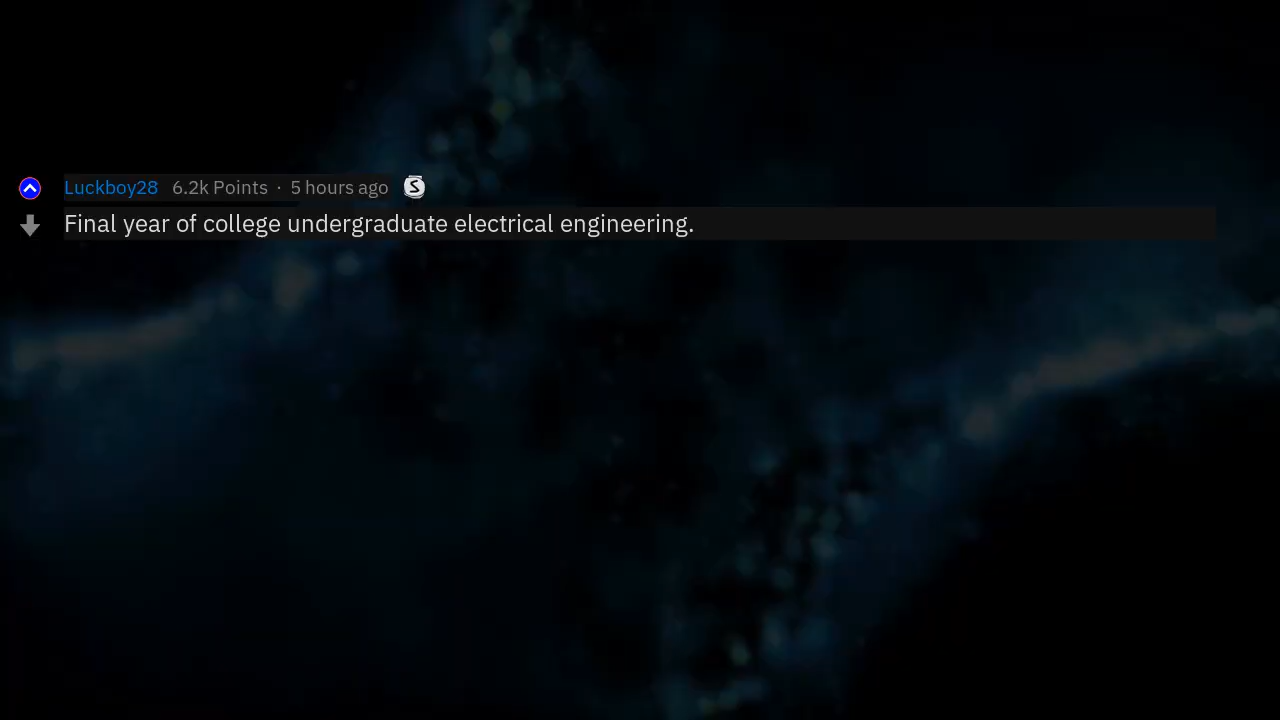 Luckboy28 6.2k Points · 5 hours ago S
Final year of college undergraduate electrical engineering.